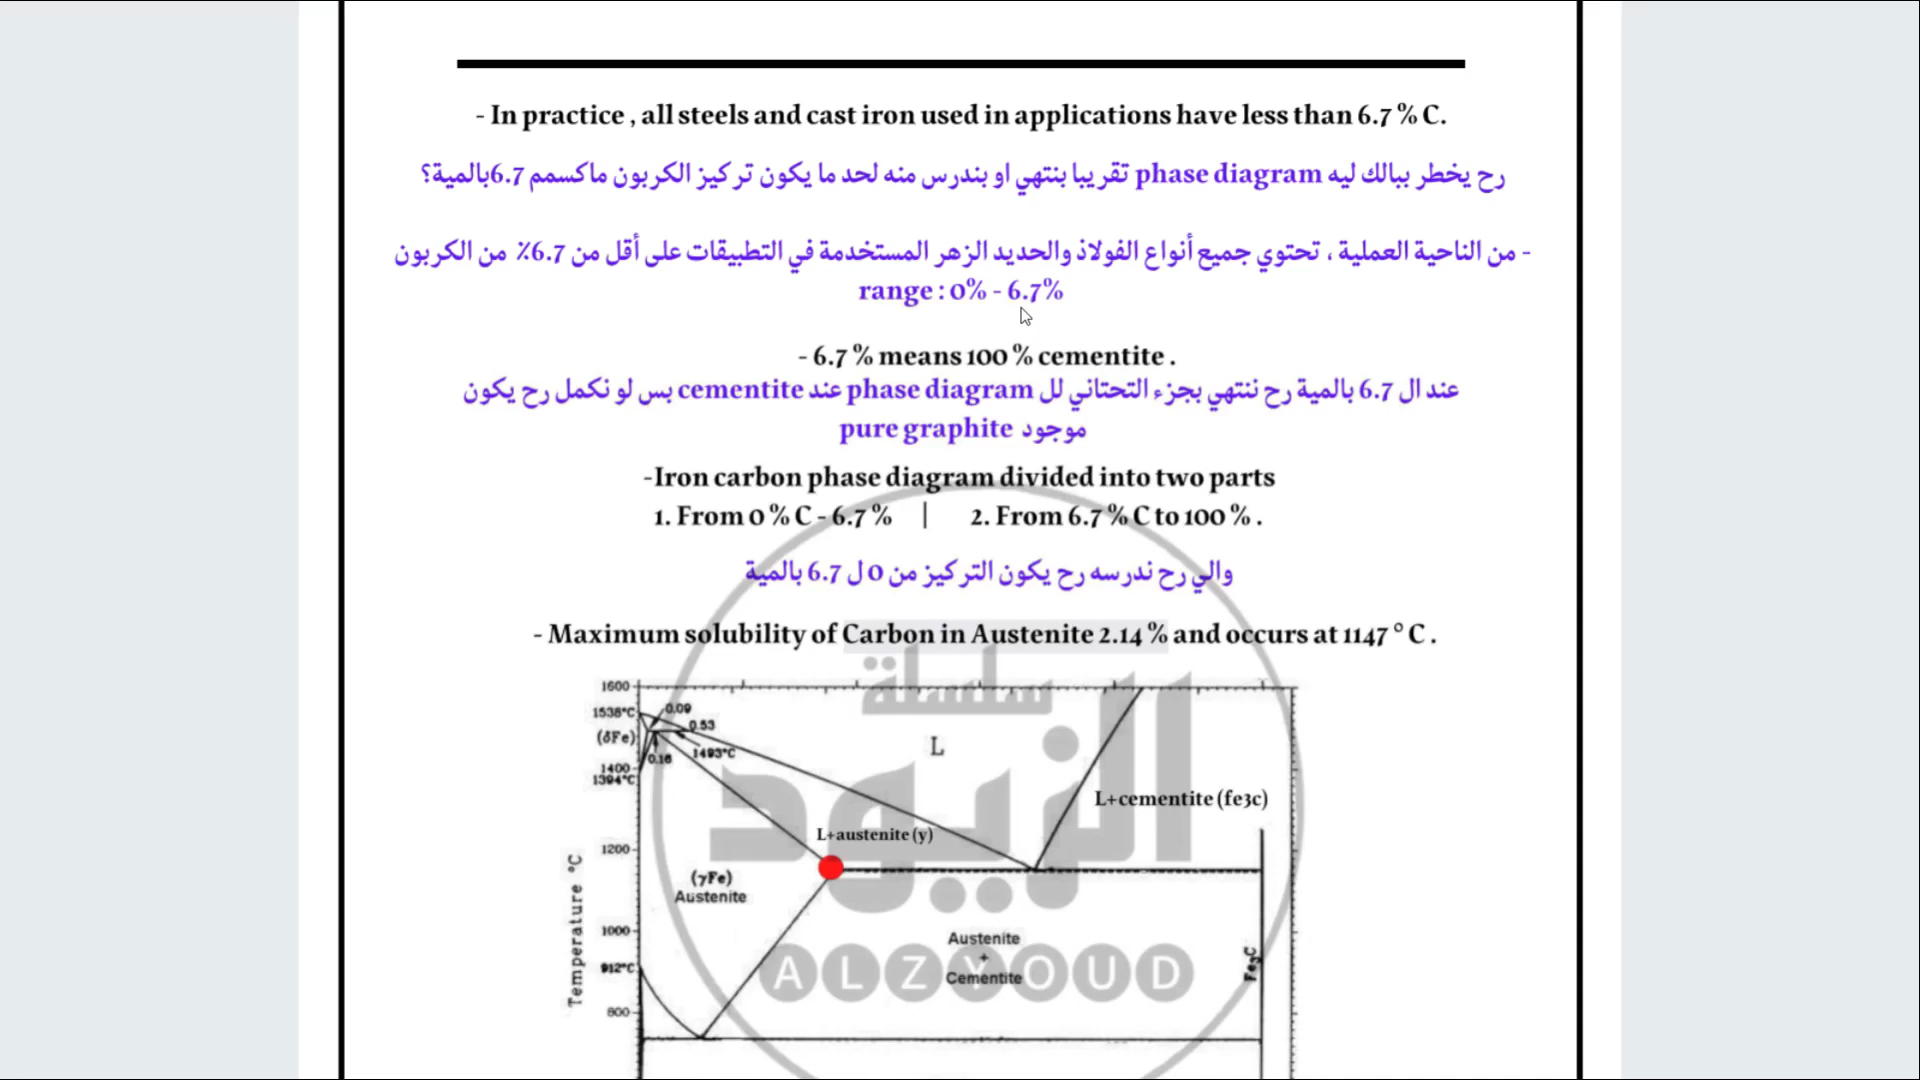 - In practice , all steels and cast iron used in applications have less than 6.7 % C.
رح يخطر ببالك ليه phase diagram تقريبا بنتهي او بندرس منه لحد ما يكون تركيز الكربون ماكسمم 6.7بالمية؟
- من الناحية العملية ، تحتوي جميع أنواع الفولاذ والحديد الزهر المستخدمة في التطبيقات على أقل من 6.7٪ من الكربون
range : 0% - 6.7%
- 6.7 % means 100 % cementite .
عند ال 6.7 بالمية رح ننتهي بجزء التحتاني لل phase diagram عند cementite بس لو نكمل رح يكون
موجود pure graphite
-Iron carbon phase diagram divided into two parts
1. From 0 % C - 6.7 % | 2. From 6.7 % C to 100 % .
والي رح ندرسه رح يكون التركيز من 0 ل 6.7 بالمية
- Maximum solubility of Carbon in Austenite 2.14 % and occurs at 1147 ° C .
سلسلة
الزيود
ALZYOUD
1600
1538°C
0.09
0.53
(δFe)
1493°C
0.16
L
1400
1394°C
L+cementite (fe3c)
L+austenite (y)
1200
(γFe)
Austenite
Temperature °C
1000
Austenite
+
Cementite
Fe3C
912°C
800